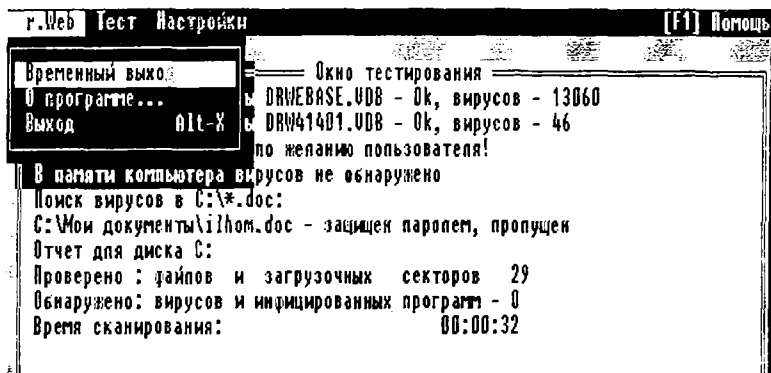 r.Web Тест Настройки [F1] Помощь
Временный выход
О программе...
Выход Alt-X
Окно тестирования
ы DRWEBASE.VDB - Ok, вирусов - 13060
ы DRW41401.VDB - Ok, вирусов - 46
по желанию пользователя!
В памяти компьютера вирусов не обнаружено
Поиск вирусов в C:\*.doc:
C:\Мои документы\ilhom.doc - защищен паролем, пропущен
Отчет для диска C:
Проверено : файлов и загрузочных секторов 29
Обнаружено: вирусов и инфицированных программ - 0
Время сканирования: 00:00:32